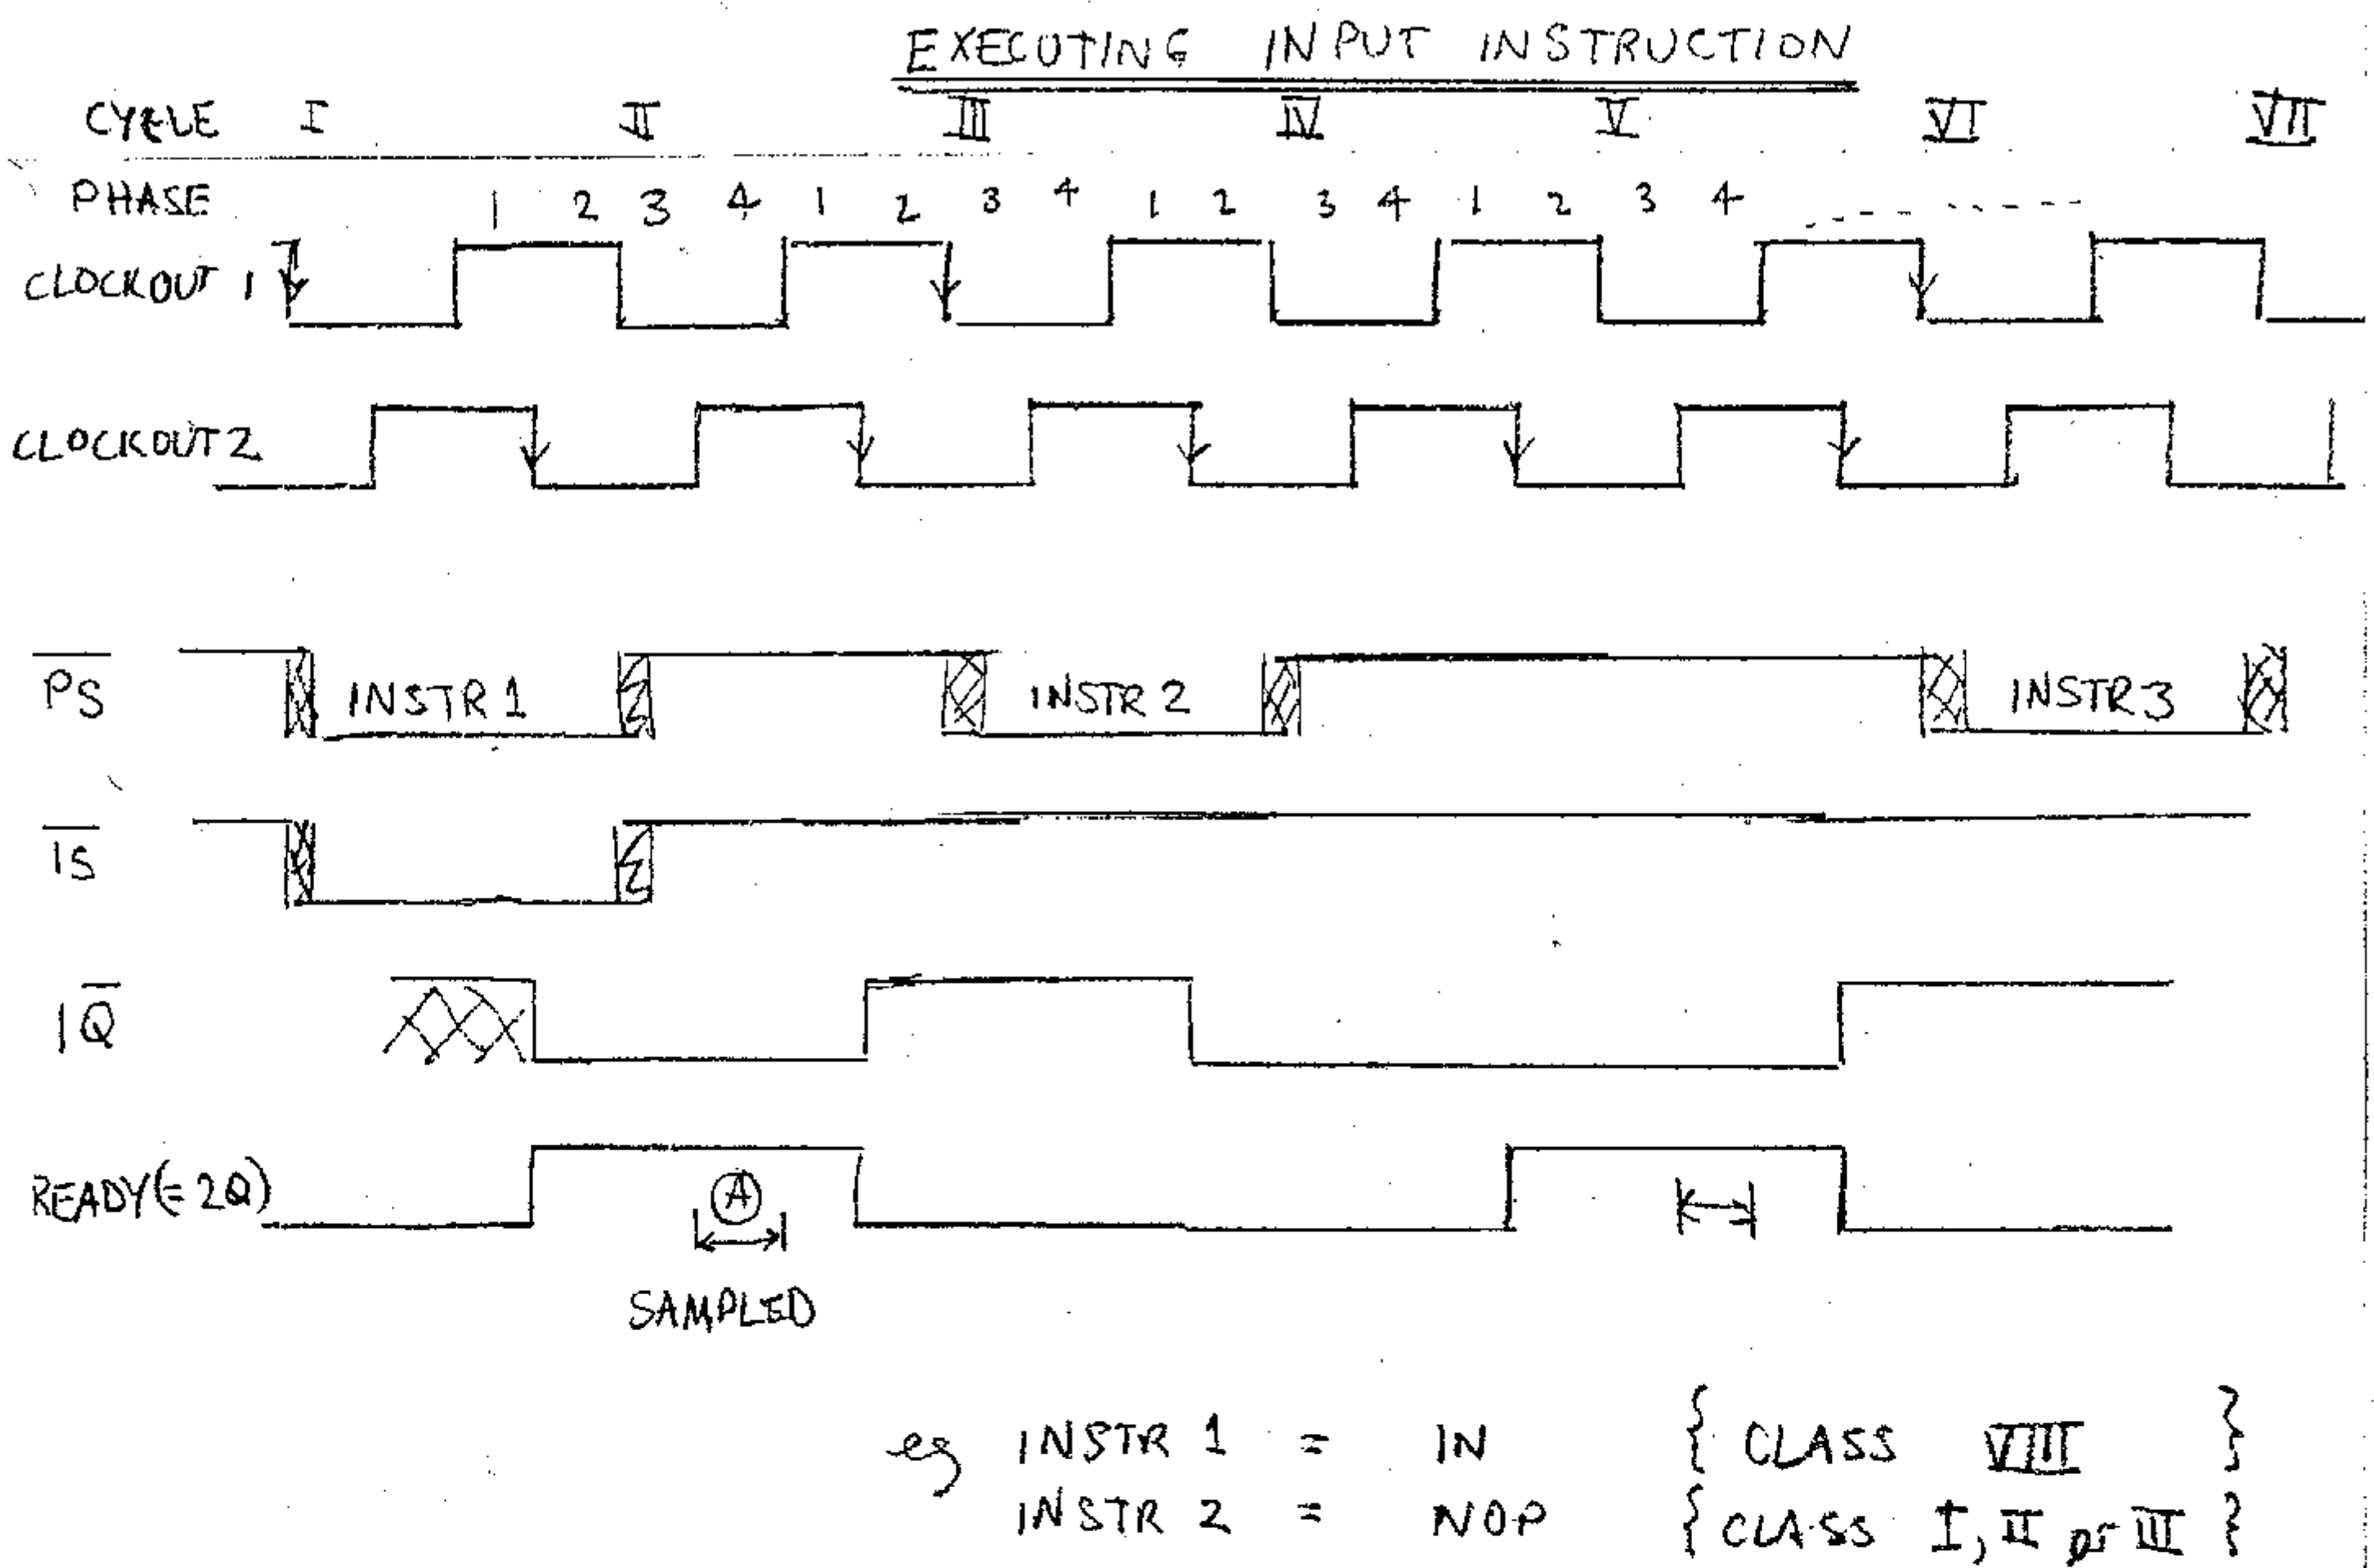 EXECUTING INPUT INSTRUCTION
CYCLE I II III IV V VI VII
PHASE 1 2 3 4 1 2 3 4 1 2 3 4 1 2 3 4 - - - - - - -
CLOCKOUT 1
CLOCKOUT 2
P̅S̅ INSTR 1 INSTR 2 INSTR 3
I̅S̅
1Q̅
READY(=2Q) A
SAMPLED
eg INSTR 1 = IN { CLASS VIII }
INSTR 2 = NOP { CLASS I, II or III }